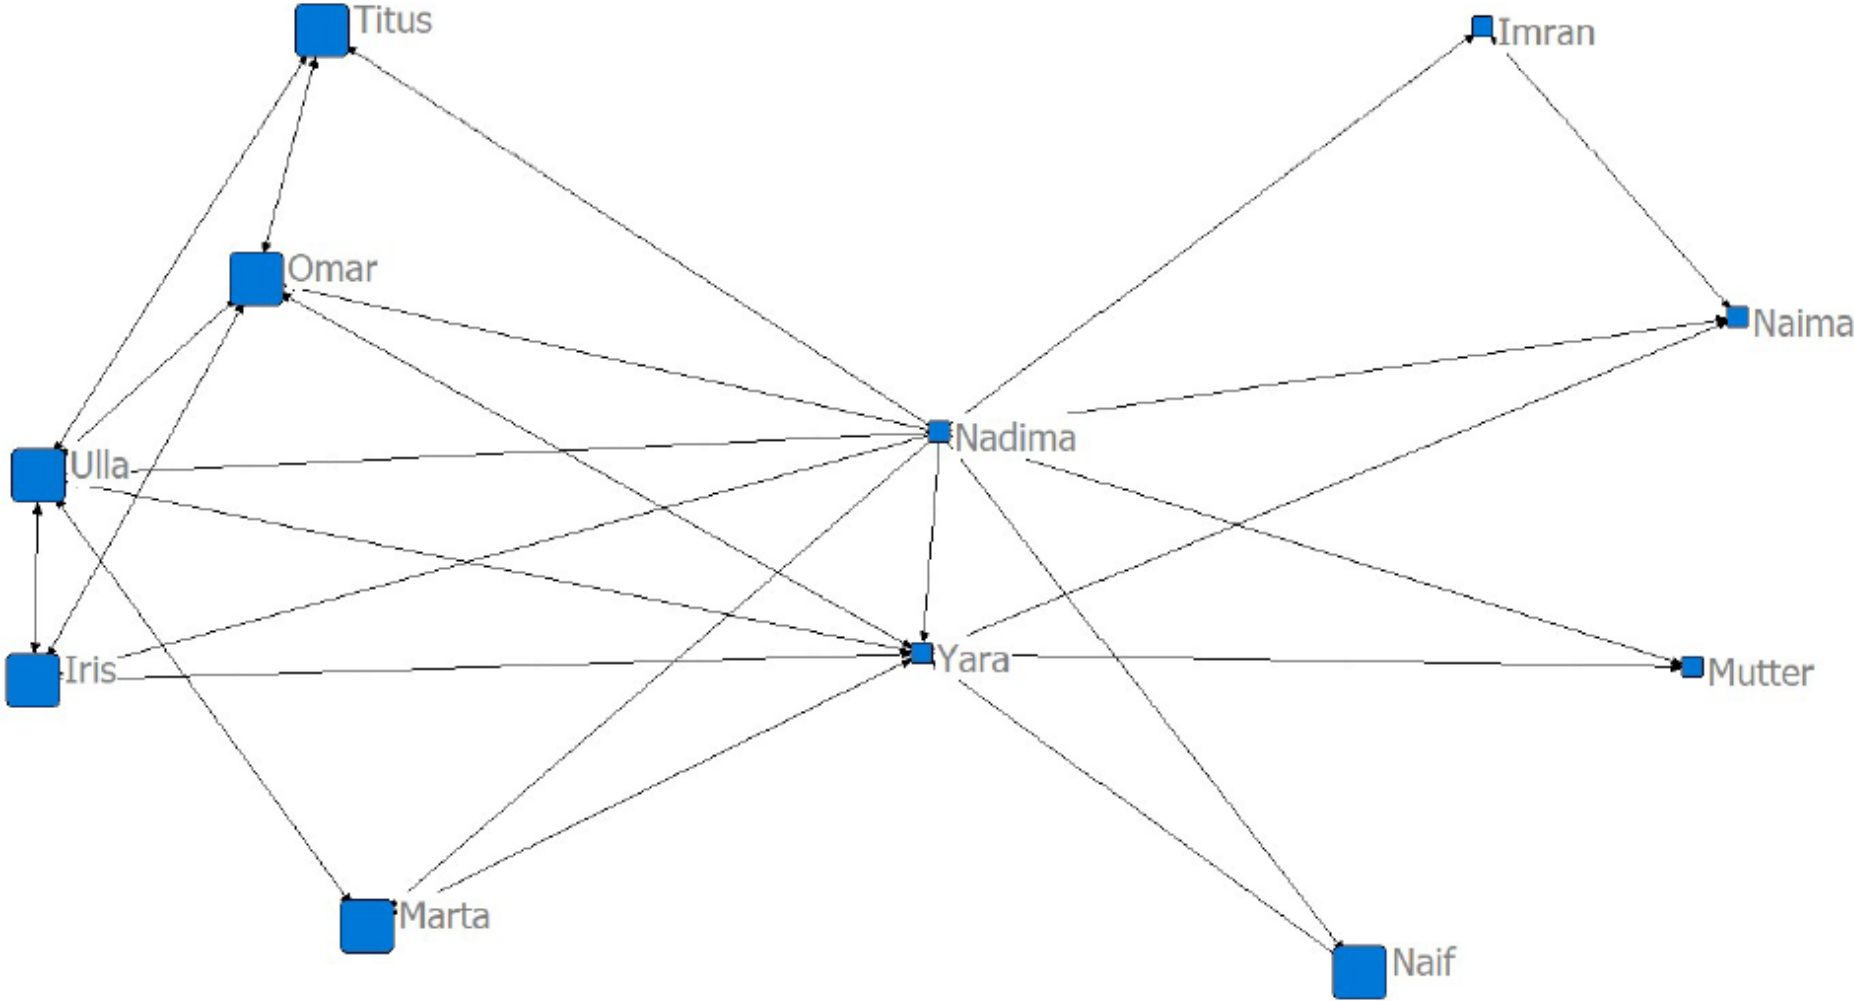 Titus
Imran
Omar
Naima
Nadima
Ulla
Yara
Iris
Mutter
Marta
Naif